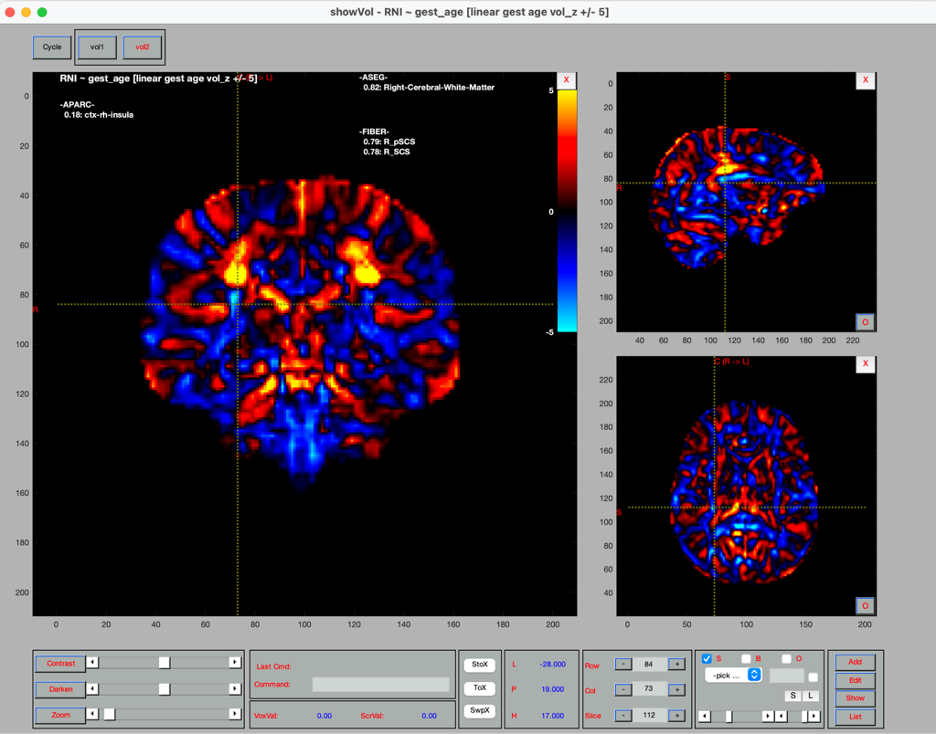 showVol - RNI ~ gest_age [linear gest age vol_z +/- 5]
Cycle
vol1
vol2
RNI ~ gest_age [linear gest age vol_z +/- 5]
-APARC-
0.18: ctx-rh-insula
-ASEG-
0.82: Right-Cerebral-White-Matter
-FIBER-
0.79: R_pSCS
0.78: R_SCS
X
5
0
-5
R
0
20
40
60
80
100
120
140
160
180
200
0 20 40 60 80 100 120 140 160 180 200
S
X
0
20
40
60
80
100
120
140
160
180
200
O
40 60 80 100 120 140 160 180 200 220
C (R -> L)
X
220
200
180
160
140
120
100
80
60
40
S
O
0 50 100 150 200
Contrast
Darken
Zoom
Last Cmd:
Command:
VoxVal: 0.00 ScrVal: 0.00
StoX
ToX
SwpX
L -28.000
P 19.000
H 17.000
Row - 84 +
Col - 73 +
Slice - 112 +
S B O
-pick ...
S L
Add
Edit
Show
List